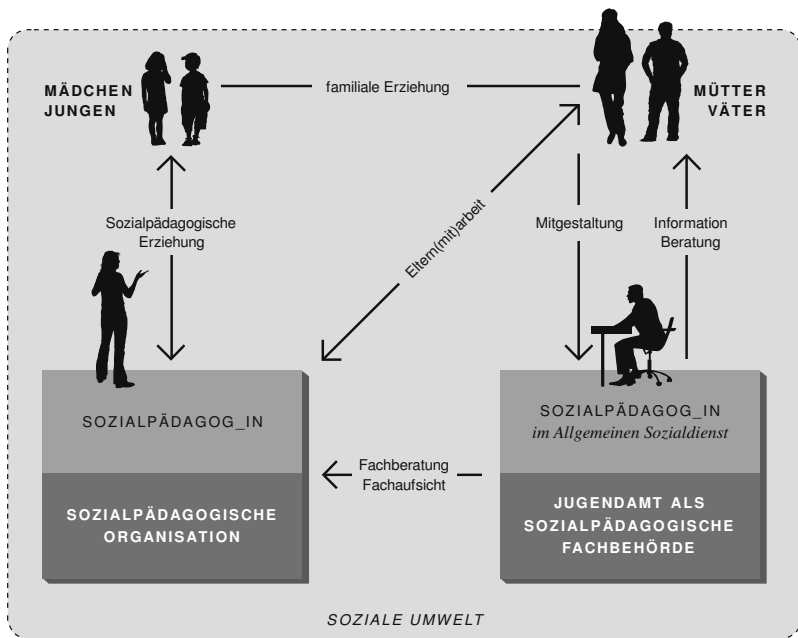 MÄDCHEN
JUNGEN
familiale Erziehung
MÜTTER
VÄTER
Sozialpädagogische
Erziehung
Eltern(mit)arbeit
Mitgestaltung
Information
Beratung
SOZIALPÄDAGOG_IN
SOZIALPÄDAGOGISCHE
ORGANISATION
Fachberatung
Fachaufsicht
SOZIALPÄDAGOG_IN
im Allgemeinen Sozialdienst
JUGENDAMT ALS
SOZIALPÄDAGOGISCHE
FACHBEHÖRDE
SOZIALE UMWELT